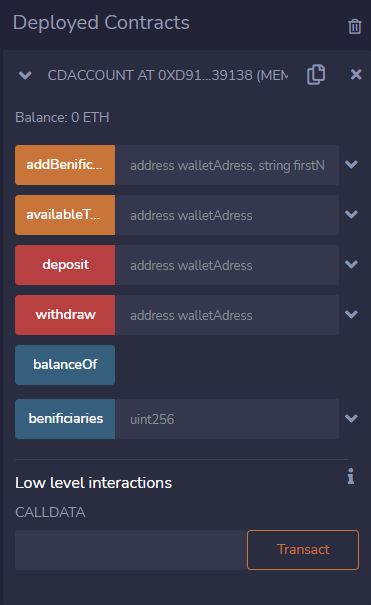 Deployed Contracts
CDACCOUNT AT 0XD91...39138 (MEM
Balance: 0 ETH
addBenific... address walletAdress, string firstN
availableT... address walletAdress
deposit address walletAdress
withdraw address walletAdress
balanceOf
benificiaries uint256
Low level interactions
CALLDATA
Transact